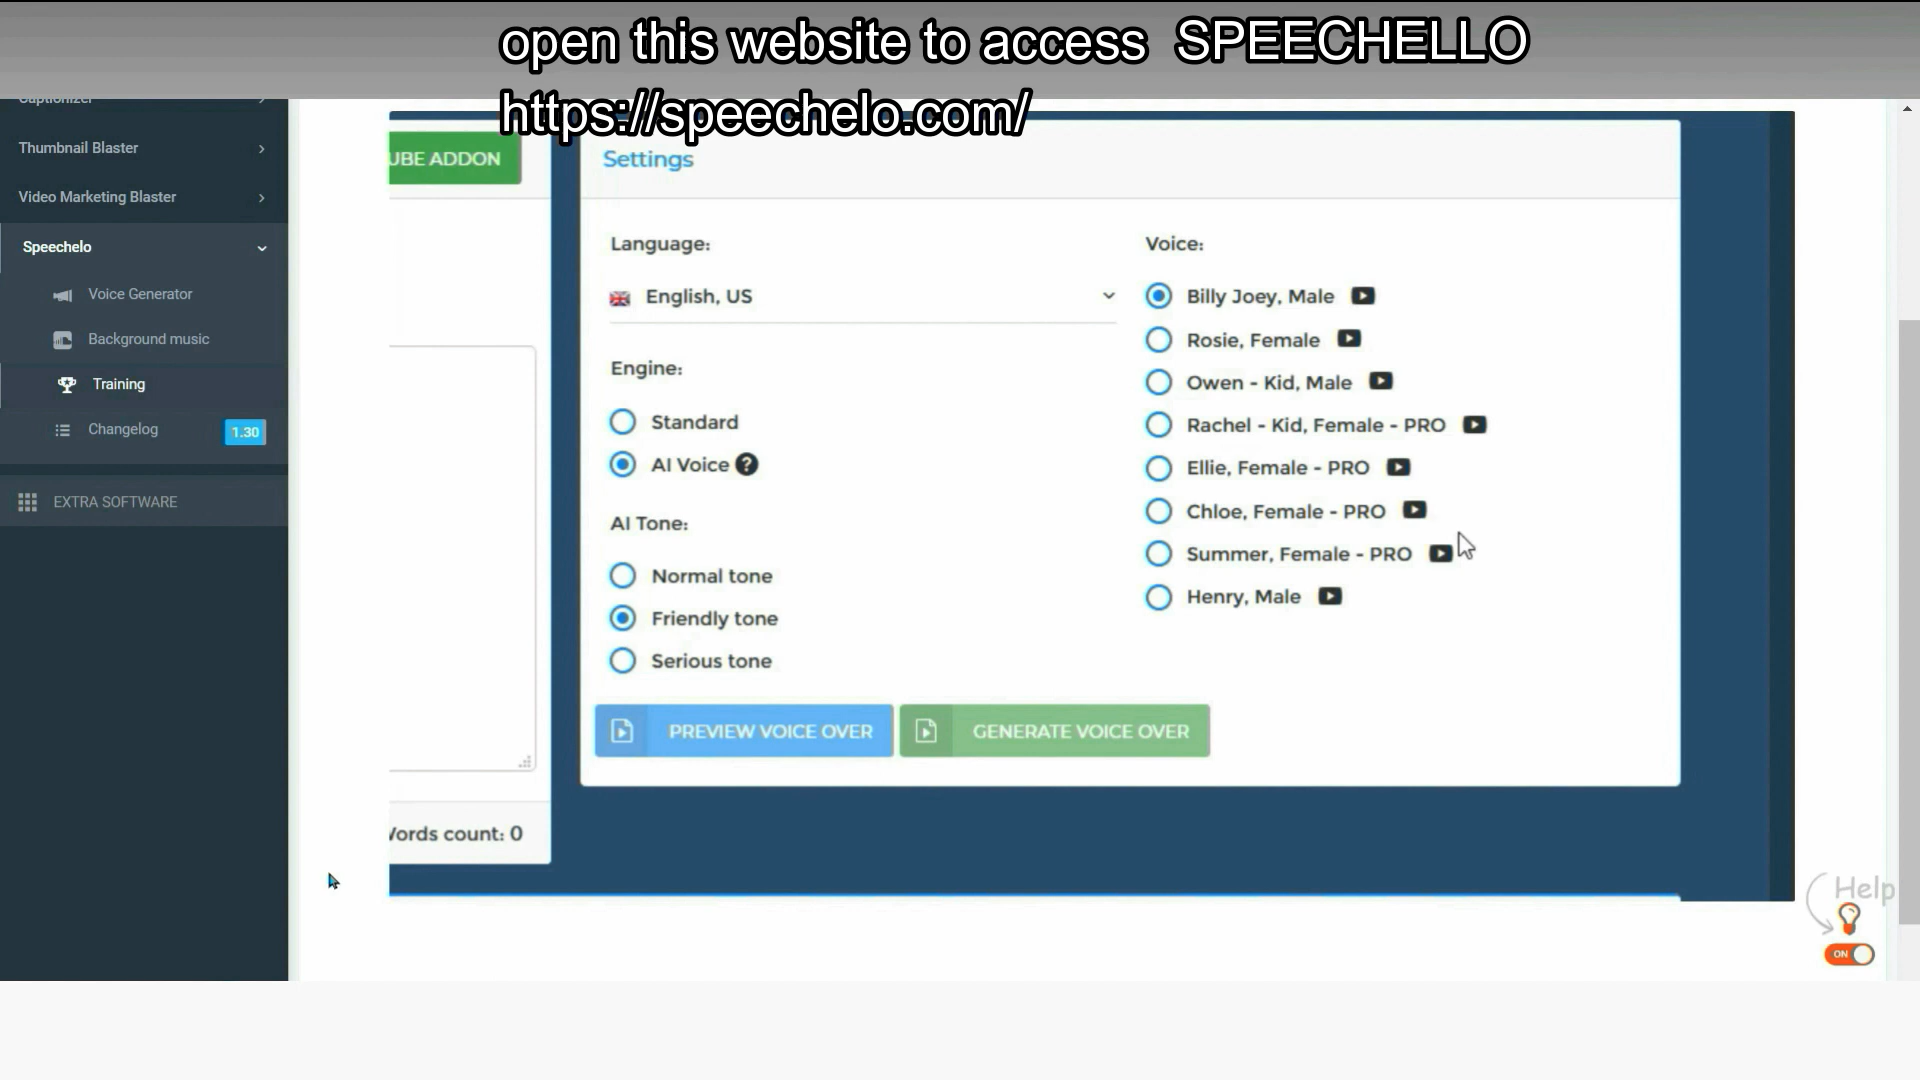 open this website to access SPEECHELLO
https://speechelo.com/
Captionizer
Thumbnail Blaster
Video Marketing Blaster
Speechelo
Voice Generator
Background music
Training
Changelog 1.30
EXTRA SOFTWARE
UBE ADDON
Words count: 0
Settings
Language:
English, US
Engine:
Standard
AI Voice ?
AI Tone:
Normal tone
Friendly tone
Serious tone
Voice:
Billy Joey, Male
Rosie, Female
Owen - Kid, Male
Rachel - Kid, Female - PRO
Ellie, Female - PRO
Chloe, Female - PRO
Summer, Female - PRO
Henry, Male
PREVIEW VOICE OVER
GENERATE VOICE OVER
Help
ON